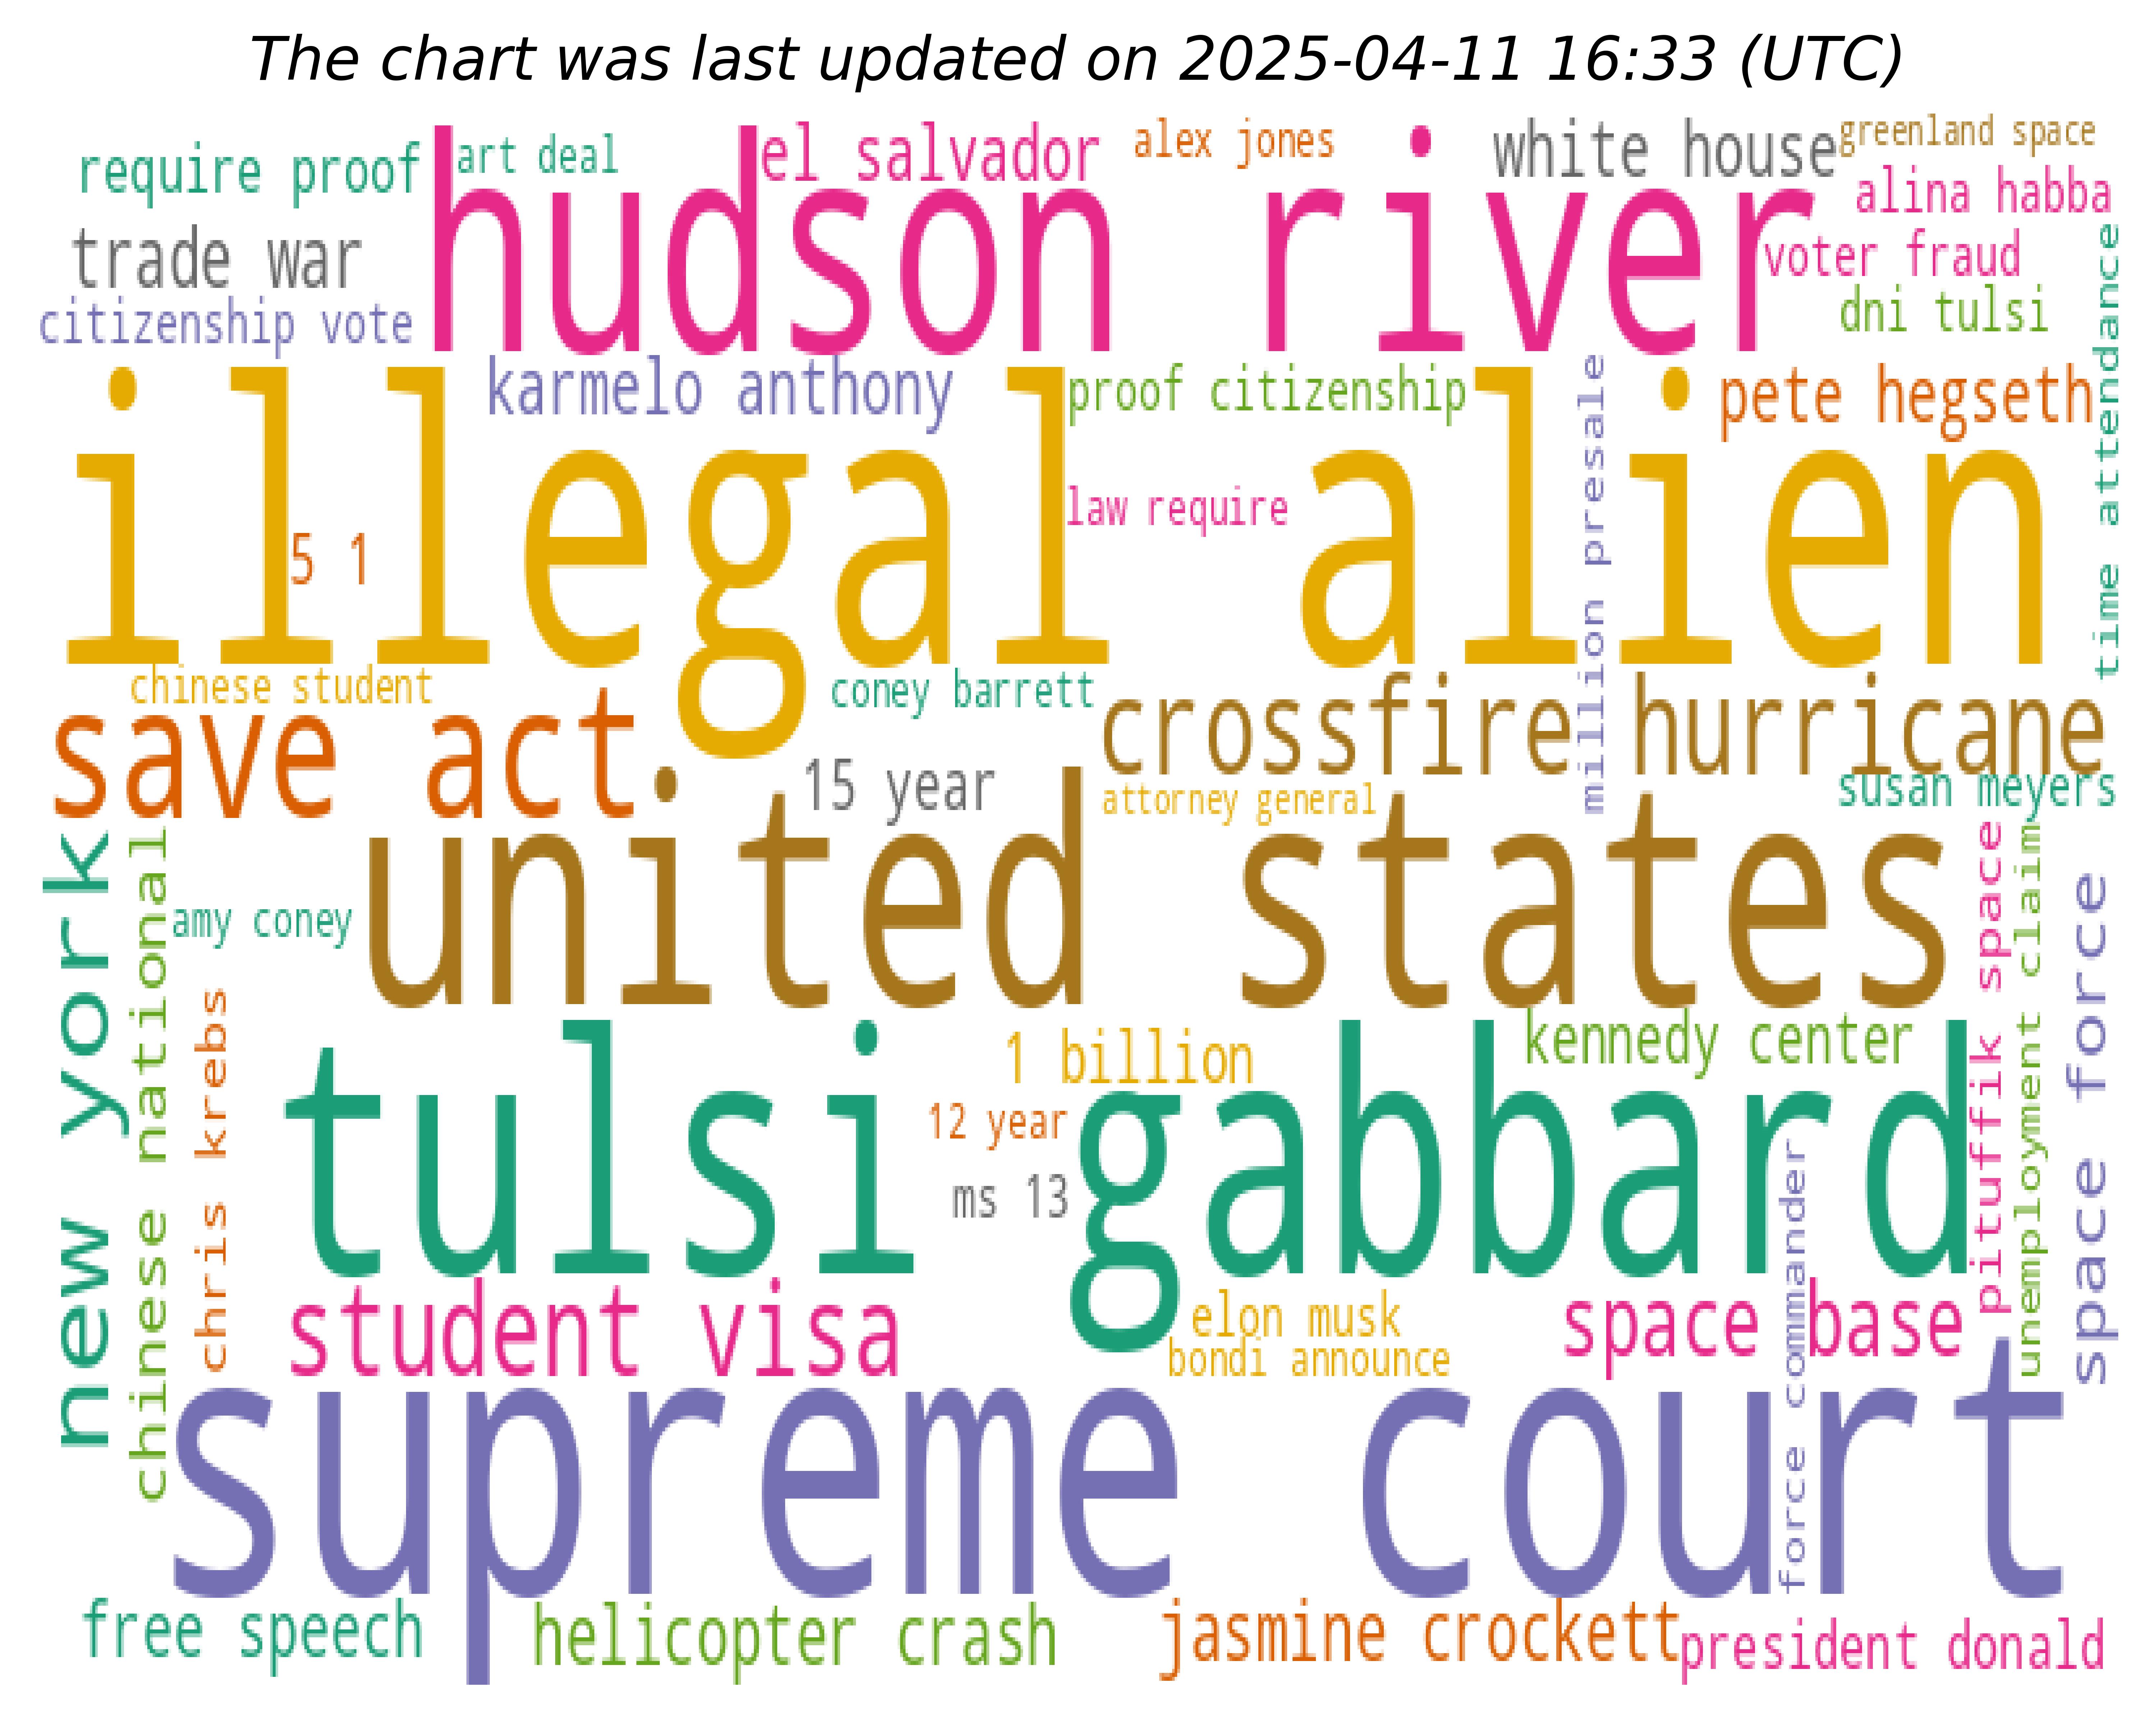 The chart was last updated on 2025-04-11 16:33 (UTC)
require proof
art deal
el salvador
alex jones
white house
greenland space
alina habba
hudson river
trade war
voter fraud
dni tulsi
citizenship vote
time attendance
karmelo anthony
proof citizenship
pete hegseth
million presale
illegal alien
law require
5 1
chinese student
coney barrett
crossfire hurricane
save act
15 year
attorney general
susan meyers
united states
new york
chinese national
amy coney
chris krebs
pituffik space
unemployment claim
space force
1 billion
kennedy center
tulsi gabbard
12 year
ms 13
force commander
student visa
elon musk
bondi announce
space base
supreme court
free speech
helicopter crash
jasmine crockett
president donald